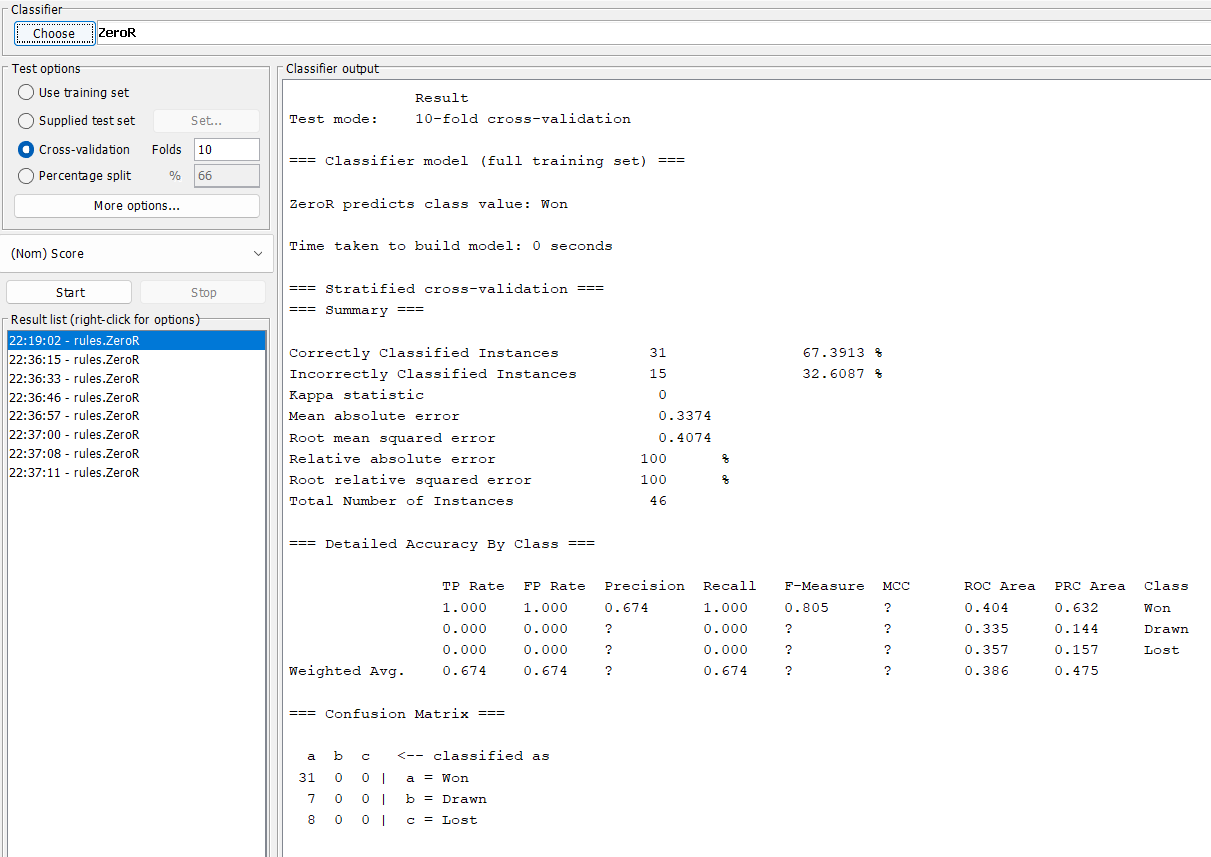 Classifier
Choose ZeroR
Test options
Use training set
Supplied test set Set...
Cross-validation Folds 10
Percentage split % 66
More options...
(Nom) Score
Start Stop
Result list (right-click for options)
22:19:02 - rules.ZeroR
22:36:15 - rules.ZeroR
22:36:33 - rules.ZeroR
22:36:46 - rules.ZeroR
22:36:57 - rules.ZeroR
22:37:00 - rules.ZeroR
22:37:08 - rules.ZeroR
22:37:11 - rules.ZeroR
Classifier output
Result
Test mode: 10-fold cross-validation
=== Classifier model (full training set) ===
ZeroR predicts class value: Won
Time taken to build model: 0 seconds
=== Stratified cross-validation ===
=== Summary ===
Correctly Classified Instances 31 67.3913 %
Incorrectly Classified Instances 15 32.6087 %
Kappa statistic 0
Mean absolute error 0.3374
Root mean squared error 0.4074
Relative absolute error 100 %
Root relative squared error 100 %
Total Number of Instances 46
=== Detailed Accuracy By Class ===
TP Rate FP Rate Precision Recall F-Measure MCC ROC Area PRC Area Class
1.000 1.000 0.674 1.000 0.805 ? 0.404 0.632 Won
0.000 0.000 ? 0.000 ? ? 0.335 0.144 Drawn
0.000 0.000 ? 0.000 ? ? 0.357 0.157 Lost
Weighted Avg. 0.674 0.674 ? 0.674 ? ? 0.386 0.475
=== Confusion Matrix ===
a b c <-- classified as
31 0 0 | a = Won
7 0 0 | b = Drawn
8 0 0 | c = Lost